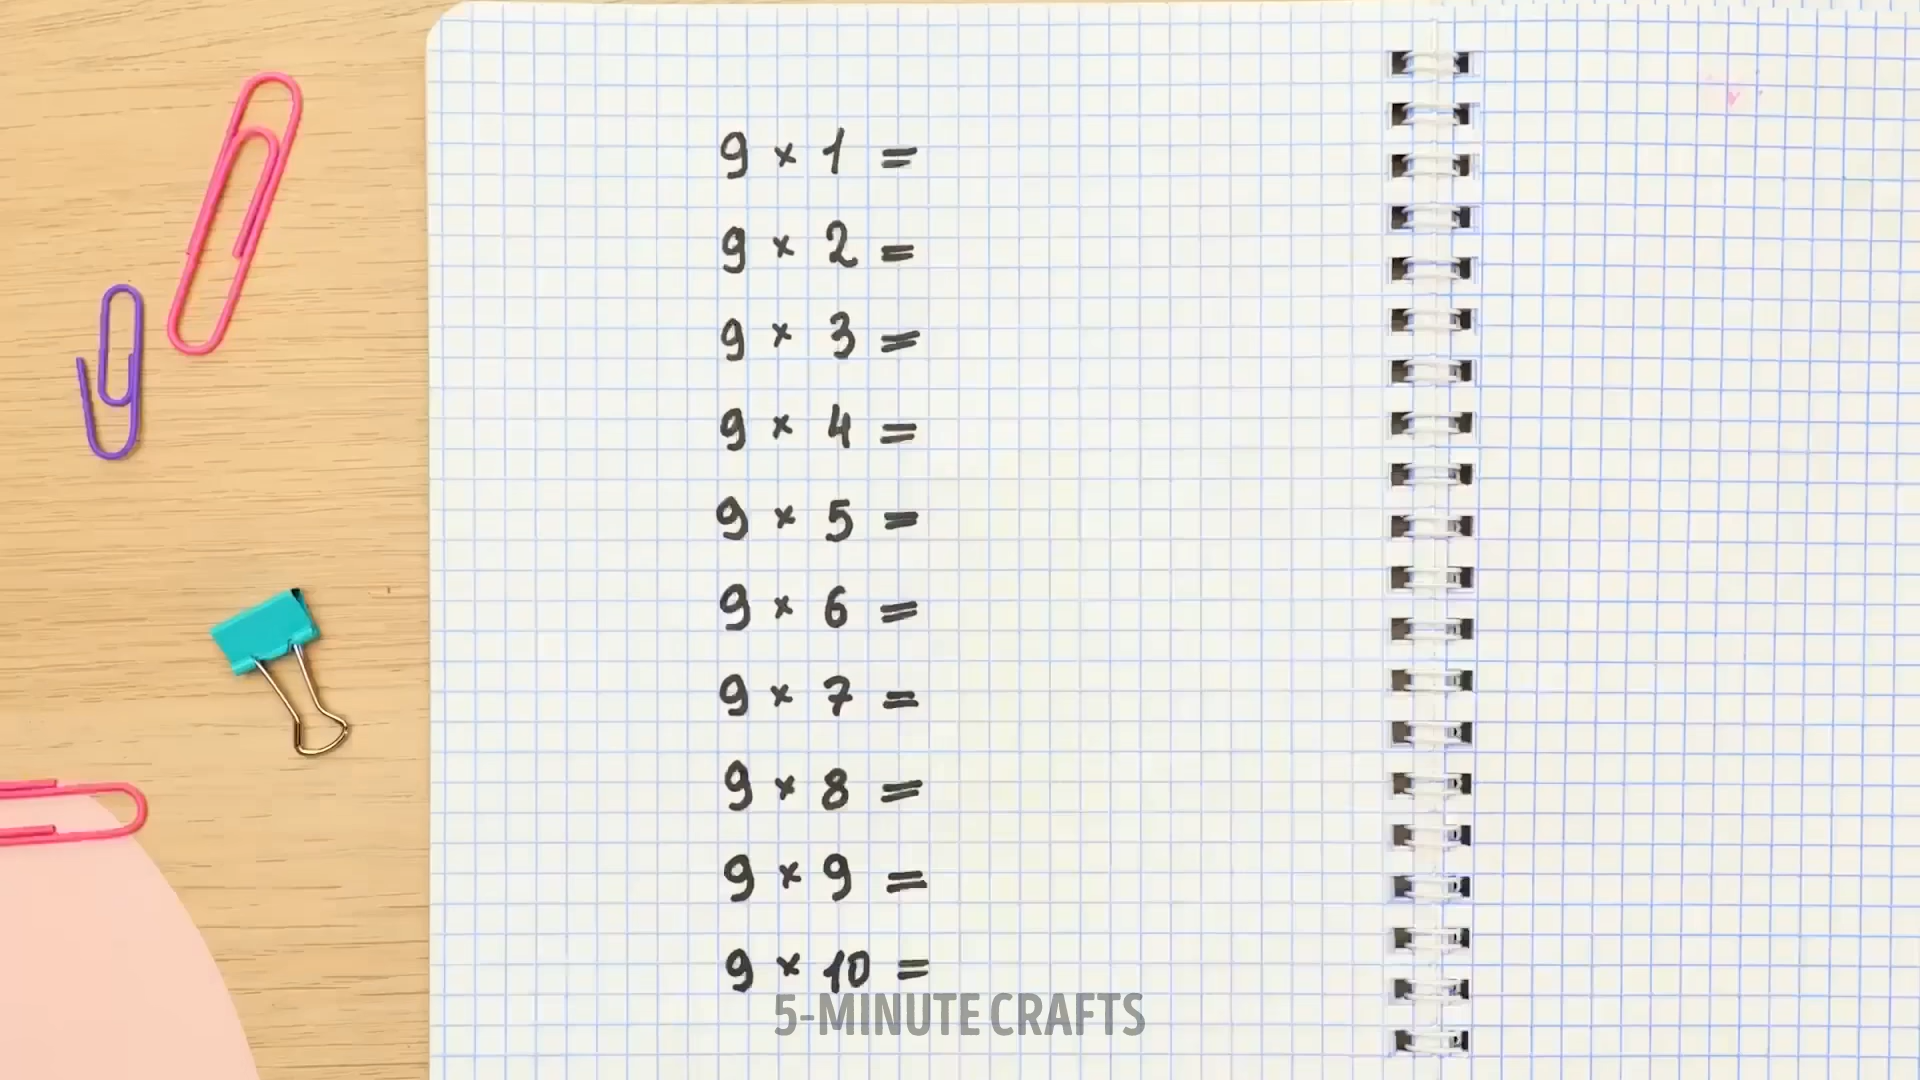 9 × 1 =
9 × 2 =
9 × 3 =
9 × 4 =
9 × 5 =
9 × 6 =
9 × 7 =
9 × 8 =
9 × 9 =
9 × 10 =
5-MINUTE CRAFTS